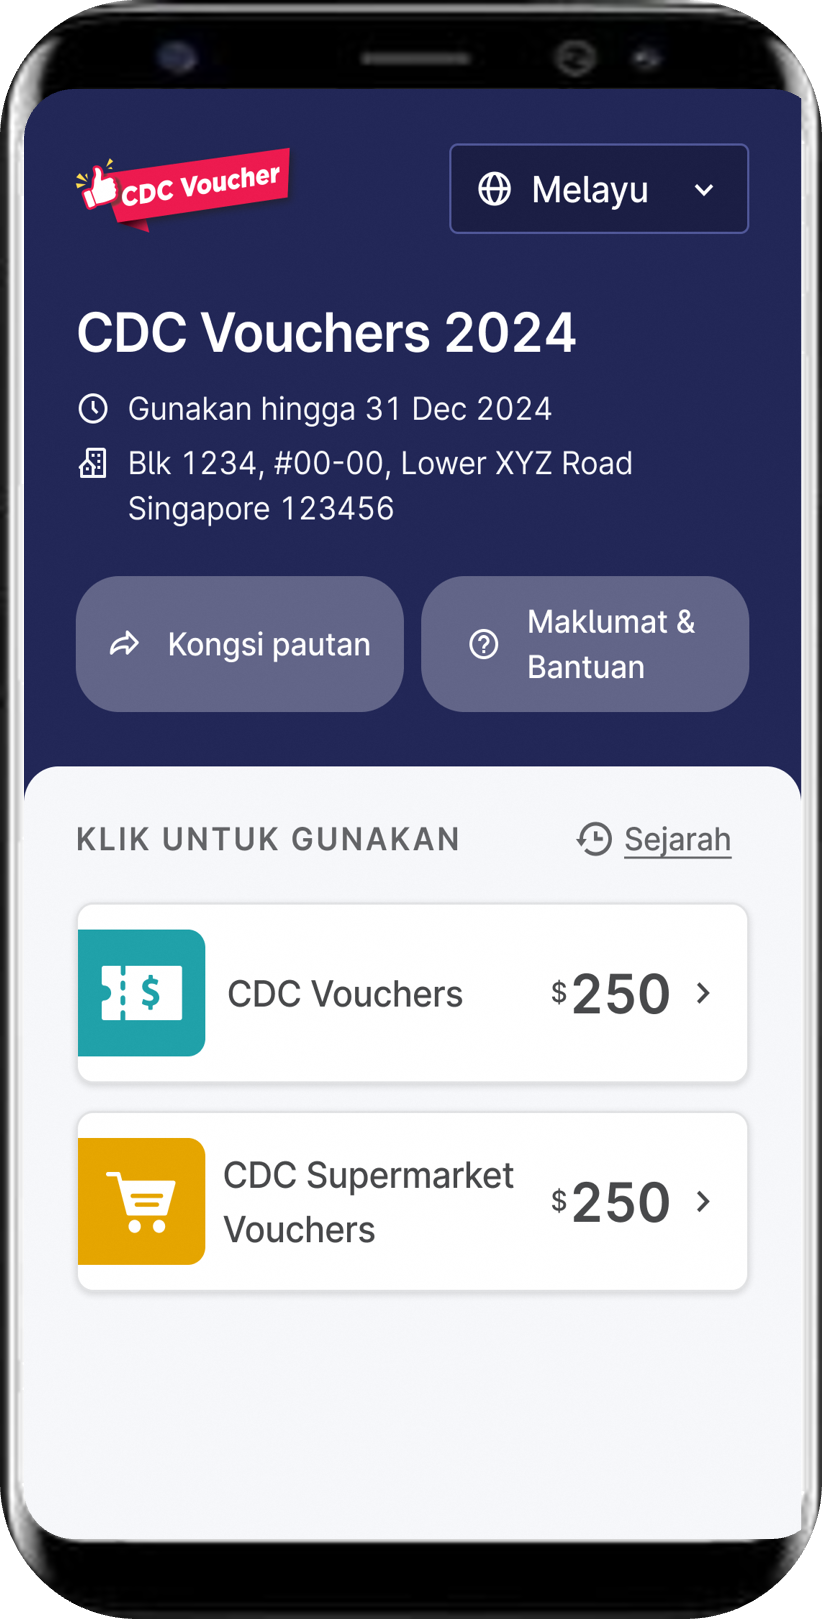 CDC Voucher
Melayu
CDC Vouchers 2024
Gunakan hingga 31 Dec 2024
Blk 1234, #00-00, Lower XYZ Road
Singapore 123456
Kongsi pautan
Maklumat &
Bantuan
KLIK UNTUK GUNAKAN
Sejarah
$
CDC Vouchers
$250
CDC Supermarket
Vouchers
$250